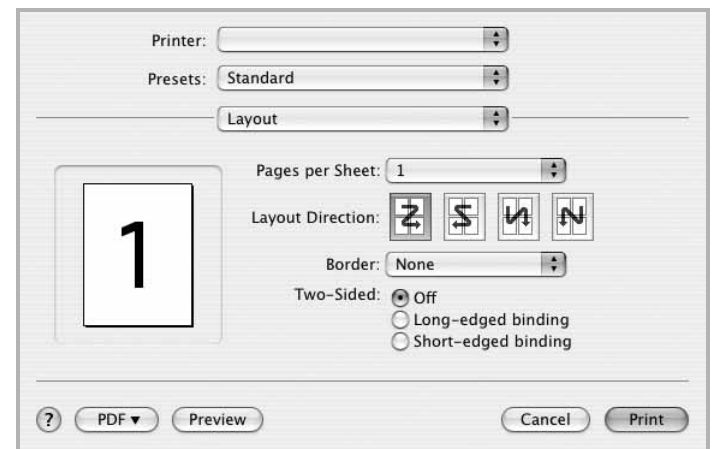 Printer:
Presets: Standard
Layout
Pages per Sheet: 1
Layout Direction:
Border: None
Two-Sided: Off
Long-edged binding
Short-edged binding
1
? PDF▼ Preview Cancel Print